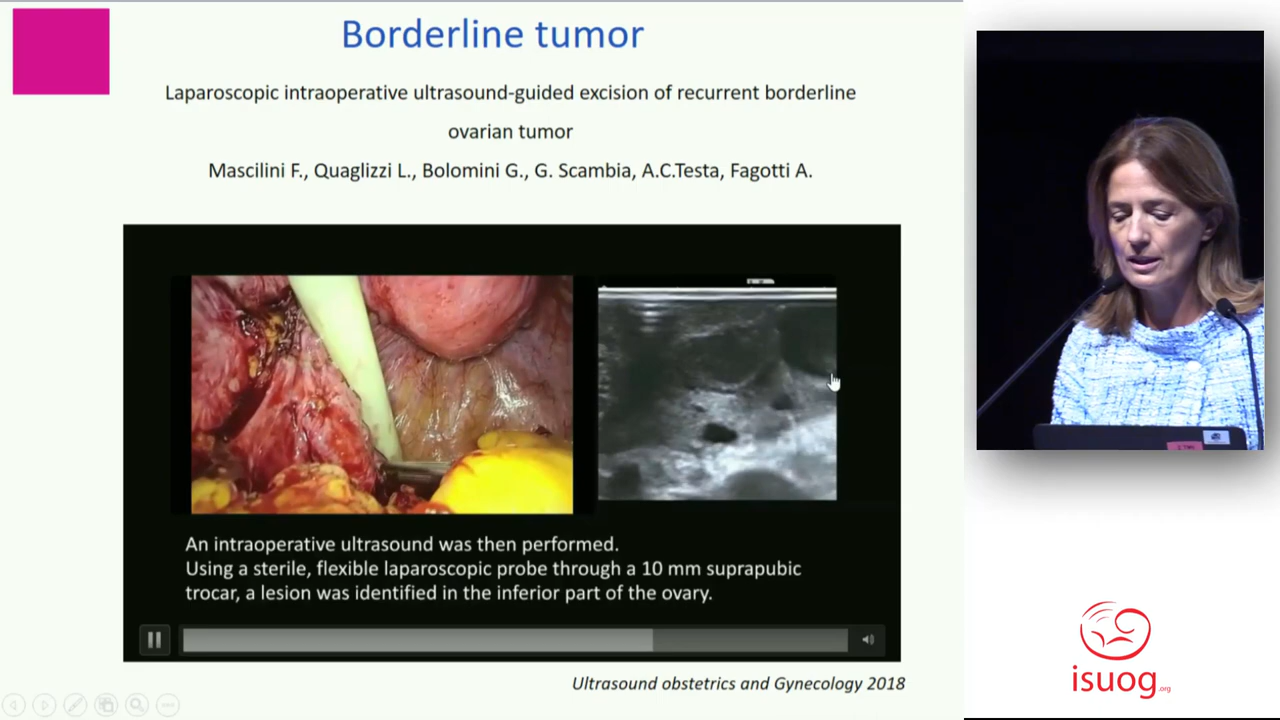 Borderline tumor
Laparoscopic intraoperative ultrasound-guided excision of recurrent borderline
ovarian tumor
Mascilini F., Quaglizzi L., Bolomini G., G. Scambia, A.C.Testa, Fagotti A.
An intraoperative ultrasound was then performed.
Using a sterile, flexible laparoscopic probe through a 10 mm suprapubic
trocar, a lesion was identified in the inferior part of the ovary.
Ultrasound obstetrics and Gynecology 2018
isuog.org